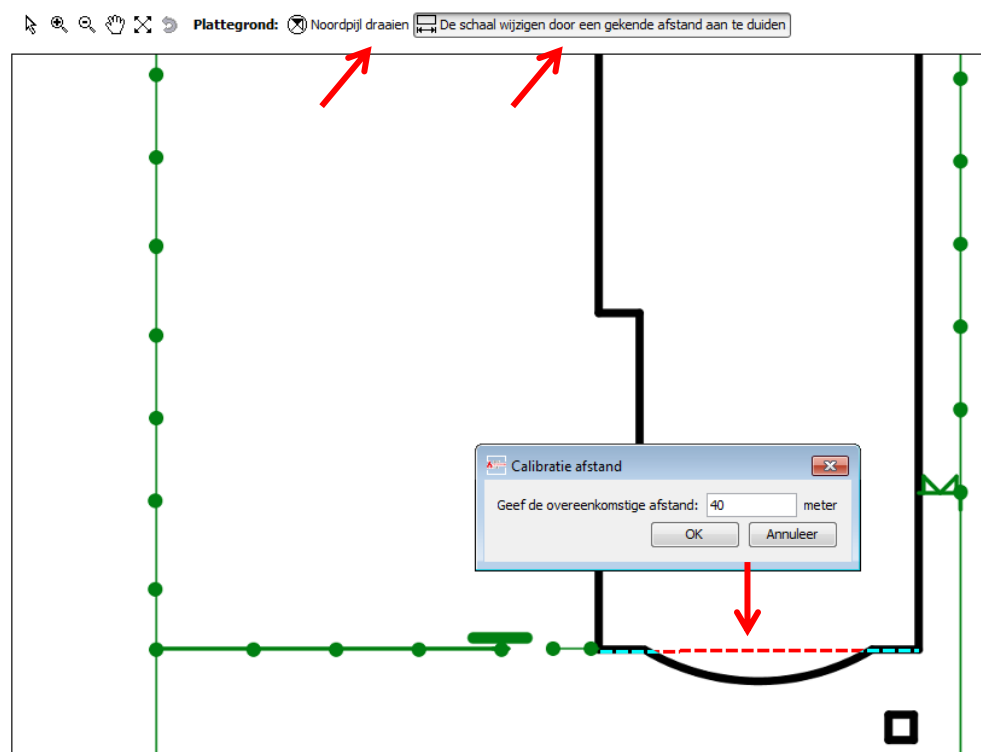 Plattegrond: Noordpijl draaien De schaal wijzigen door een gekende afstand aan te duiden
Calibratie afstand
Geef de overeenkomstige afstand: 40 meter
OK Annuleer